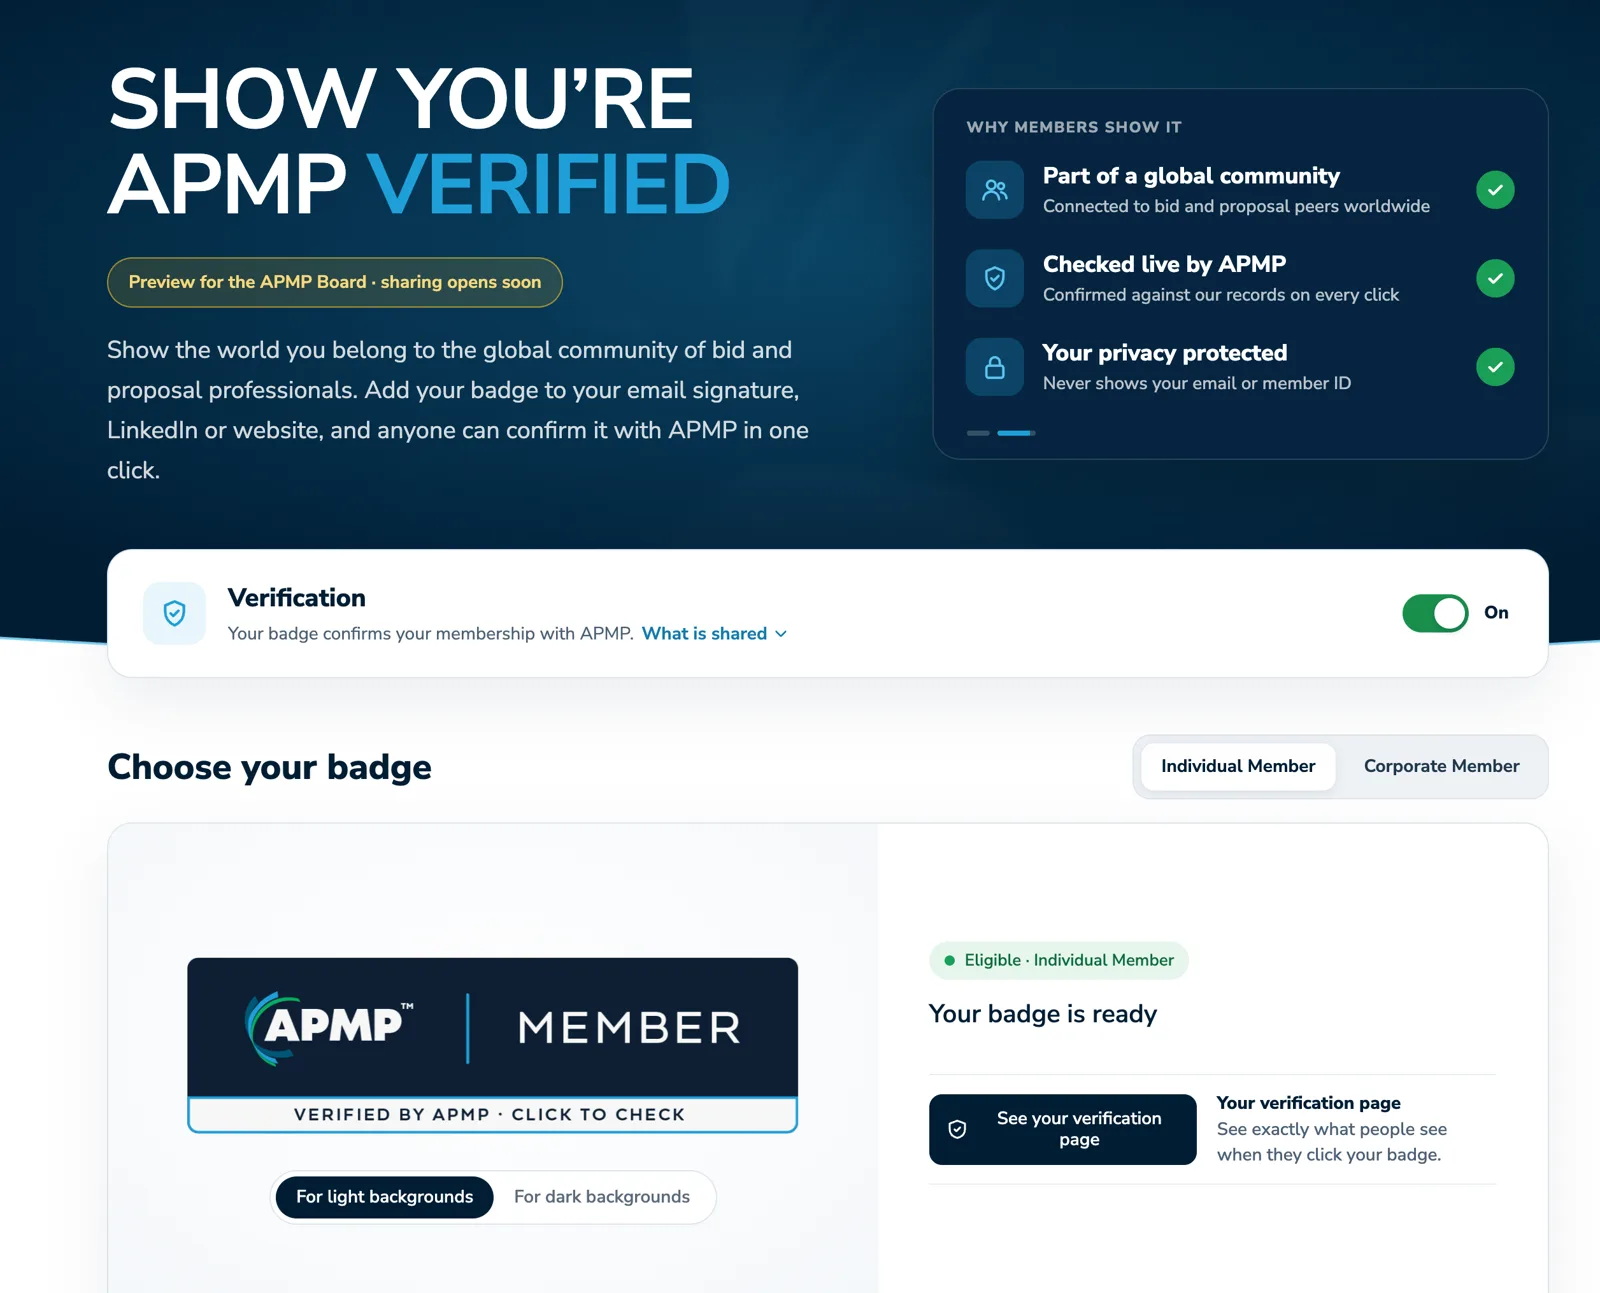 SHOW YOU’RE
APMP VERIFIED
Preview for the APMP Board · sharing opens soon
Show the world you belong to the global community of bid and
proposal professionals. Add your badge to your email signature,
LinkedIn or website, and anyone can confirm it with APMP in one
click.
WHY MEMBERS SHOW IT
Part of a global community
Connected to bid and proposal peers worldwide
Checked live by APMP
Confirmed against our records on every click
Your privacy protected
Never shows your email or member ID
Verification
Your badge confirms your membership with APMP. What is shared
On
Choose your badge
Individual Member
Corporate Member
APMP™
MEMBER
VERIFIED BY APMP · CLICK TO CHECK
For light backgrounds
For dark backgrounds
Eligible · Individual Member
Your badge is ready
See your verification
page
Your verification page
See exactly what people see
when they click your badge.